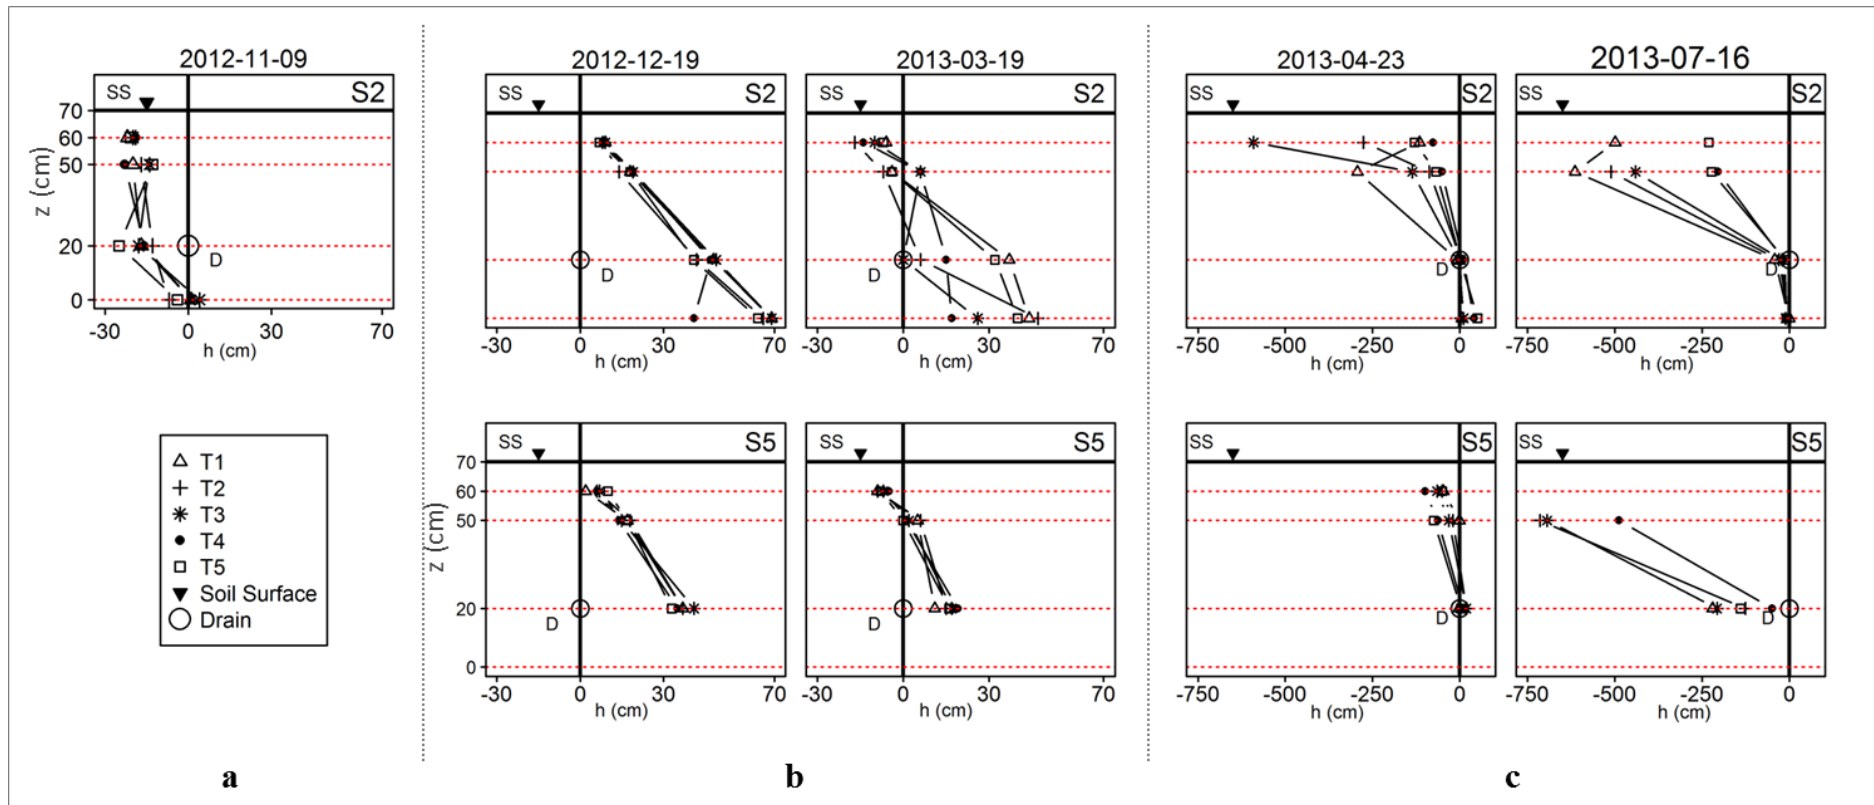 2012-11-09
SS
S2
70
60
50
20
0
z (cm)
D
-30 0 30 70
h (cm)
T1
T2
T3
T4
T5
Soil Surface
Drain
a
2012-12-19
SS
S2
D
-30 0 30 70
h (cm)
2013-03-19
SS
S2
D
0 30 70
h (cm)
SS
S5
70
60
50
20
0
z (cm)
D
-30 0 30 70
h (cm)
SS
S5
D
-30 0 30 70
h (cm)
b
2013-04-23
SS
S2
D
-750 -500 -250 0
h (cm)
2013-07-16
SS
S2
D
-750 -500 -250 0
h (cm)
SS
S5
D
-750 -500 -250 0
h (cm)
SS
S5
D
-750 -500 -250 0
h (cm)
c